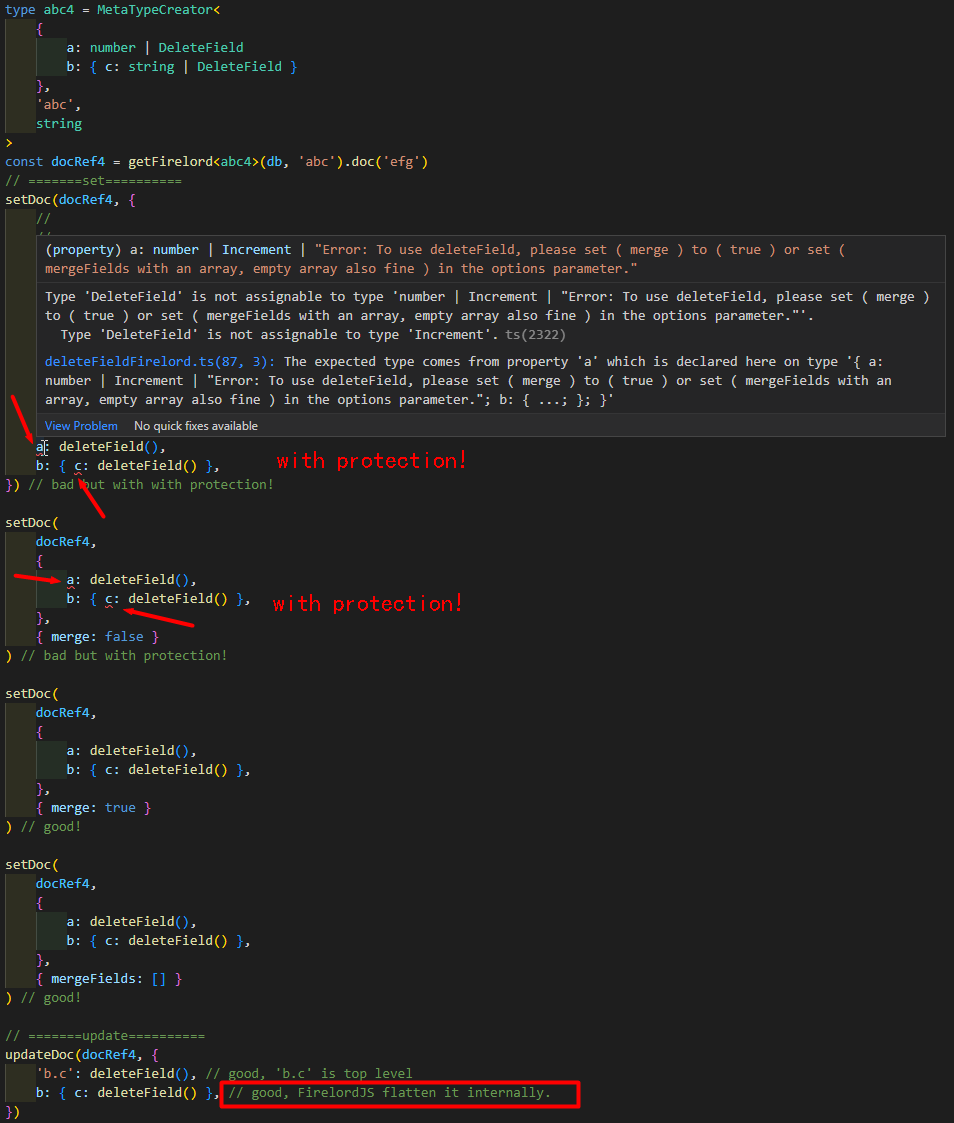 type abc4 = MetaTypeCreator<
{
a: number | DeleteField
b: { c: string | DeleteField }
},
'abc',
string
>
const docRef4 = getFirelord<abc4>(db, 'abc').doc('efg')
// =======set==========
setDoc(docRef4, {
//
//
(property) a: number | Increment | "Error: To use deleteField, please set ( merge ) to ( true ) or set (
mergeFields with an array, empty array also fine ) in the options parameter."
Type 'DeleteField' is not assignable to type 'number | Increment | "Error: To use deleteField, please set ( merge )
to ( true ) or set ( mergeFields with an array, empty array also fine ) in the options parameter."'.
Type 'DeleteField' is not assignable to type 'Increment'. ts(2322)
deleteFieldFirelord.ts(87, 3): The expected type comes from property 'a' which is declared here on type '{ a:
number | Increment | "Error: To use deleteField, please set ( merge ) to ( true ) or set ( mergeFields with an
array, empty array also fine ) in the options parameter."; b: { ...; }; }'
View Problem No quick fixes available
a: deleteField(),
with protection!
b: { c: deleteField() },
}) // bad but with with protection!
setDoc(
docRef4,
{
a: deleteField(),
b: { c: deleteField() },
with protection!
},
{ merge: false }
) // bad but with protection!
setDoc(
docRef4,
{
a: deleteField(),
b: { c: deleteField() },
},
{ merge: true }
) // good!
setDoc(
docRef4,
{
a: deleteField(),
b: { c: deleteField() },
},
{ mergeFields: [] }
) // good!
// =======update==========
updateDoc(docRef4, {
'b.c': deleteField(), // good, 'b.c' is top level
b: { c: deleteField() }, // good, FirelordJS flatten it internally.
})